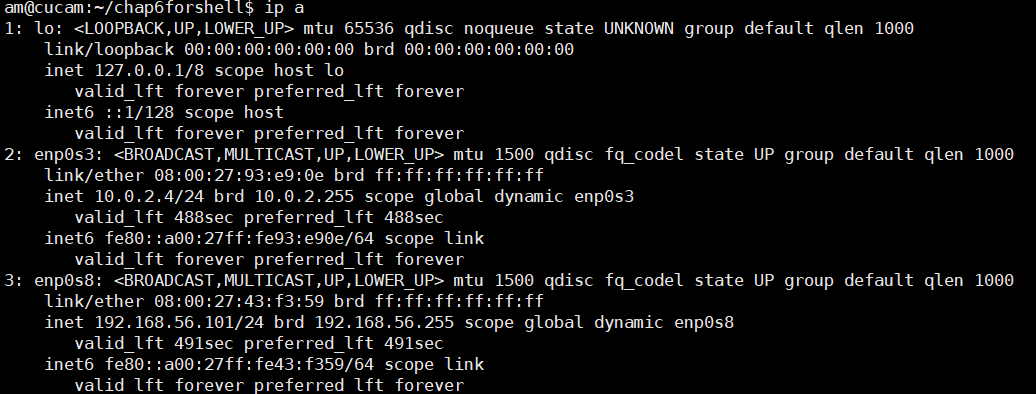 am@cucam:~/chap6forshell$ ip a
1: lo: <LOOPBACK,UP,LOWER_UP> mtu 65536 qdisc noqueue state UNKNOWN group default qlen 1000
    link/loopback 00:00:00:00:00:00 brd 00:00:00:00:00:00
    inet 127.0.0.1/8 scope host lo
       valid_lft forever preferred_lft forever
    inet6 ::1/128 scope host
       valid_lft forever preferred_lft forever
2: enp0s3: <BROADCAST,MULTICAST,UP,LOWER_UP> mtu 1500 qdisc fq_codel state UP group default qlen 1000
    link/ether 08:00:27:93:e9:0e brd ff:ff:ff:ff:ff:ff
    inet 10.0.2.4/24 brd 10.0.2.255 scope global dynamic enp0s3
       valid_lft 488sec preferred_lft 488sec
    inet6 fe80::a00:27ff:fe93:e90e/64 scope link
       valid_lft forever preferred_lft forever
3: enp0s8: <BROADCAST,MULTICAST,UP,LOWER_UP> mtu 1500 qdisc fq_codel state UP group default qlen 1000
    link/ether 08:00:27:43:f3:59 brd ff:ff:ff:ff:ff:ff
    inet 192.168.56.101/24 brd 192.168.56.255 scope global dynamic enp0s8
       valid_lft 491sec preferred_lft 491sec
    inet6 fe80::a00:27ff:fe43:f359/64 scope link
       valid_lft forever preferred_lft forever